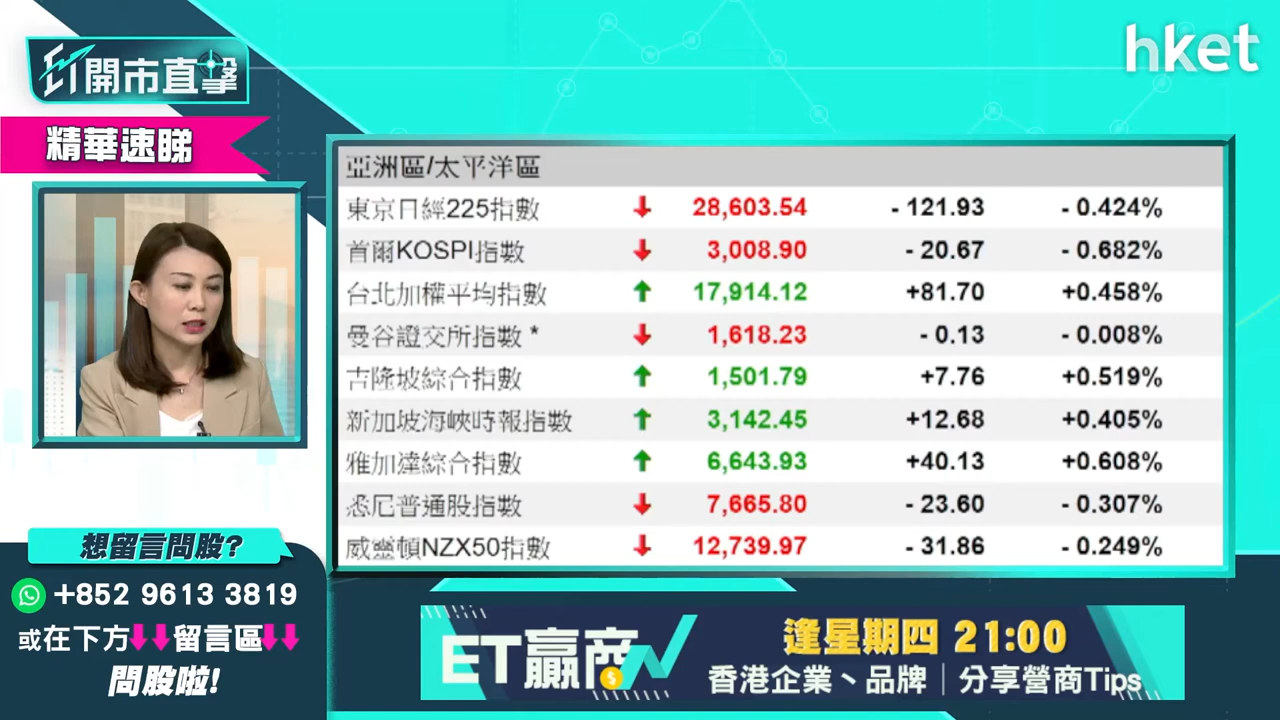 ET開市直擊
hket
精華速睇
亞洲區/太平洋區
東京日經225指數 ↓ 28,603.54 - 121.93 - 0.424%
首爾KOSPI指數 ↓ 3,008.90 - 20.67 - 0.682%
台北加權平均指數 ↑ 17,914.12 +81.70 +0.458%
曼谷證交所指數 * ↓ 1,618.23 - 0.13 - 0.008%
吉隆坡綜合指數 ↑ 1,501.79 +7.76 +0.519%
新加坡海峽時報指數 ↑ 3,142.45 +12.68 +0.405%
雅加達綜合指數 ↑ 6,643.93 +40.13 +0.608%
悉尼普通股指數 ↓ 7,665.80 - 23.60 - 0.307%
威靈頓NZX50指數 ↓ 12,739.97 - 31.86 - 0.249%
想留言問股?
+852 9613 3819
或在下方↓↓留言區↓↓
問股啦!
ET贏商
逢星期四 21:00
香港企業、品牌｜分享營商Tips